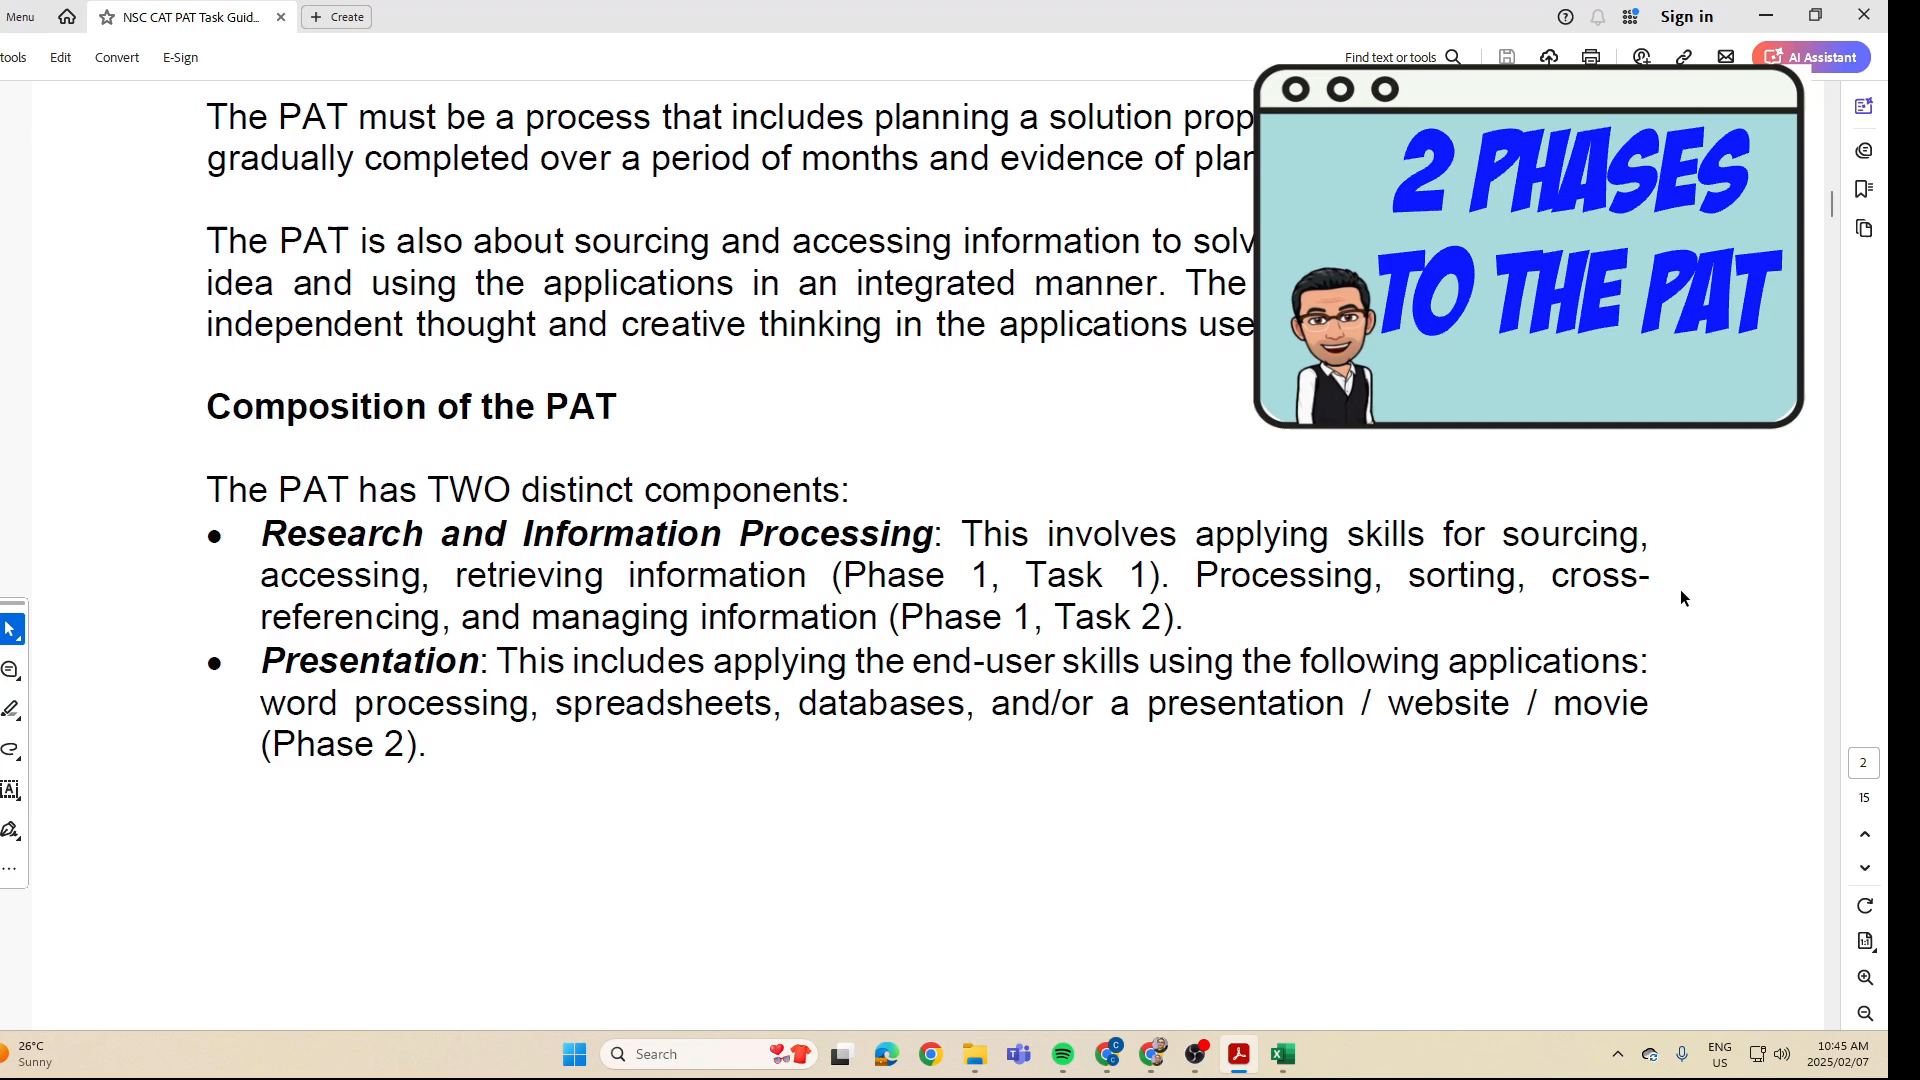 Menu
NSC CAT PAT Task Guid...
Create
Sign in
tools
Edit
Convert
E-Sign
Find text or tools
AI Assistant
The PAT must be a process that includes planning a solution prop
gradually completed over a period of months and evidence of plan
The PAT is also about sourcing and accessing information to solv
idea and using the applications in an integrated manner. The
independent thought and creative thinking in the applications use
2 PHASES
TO THE PAT
Composition of the PAT
The PAT has TWO distinct components:
• Research and Information Processing: This involves applying skills for sourcing,
accessing, retrieving information (Phase 1, Task 1). Processing, sorting, cross-
referencing, and managing information (Phase 1, Task 2).
• Presentation: This includes applying the end-user skills using the following applications:
word processing, spreadsheets, databases, and/or a presentation / website / movie
(Phase 2).
2
15
26°C
Sunny
Search
ENG
US
10:45 AM
2025/02/07